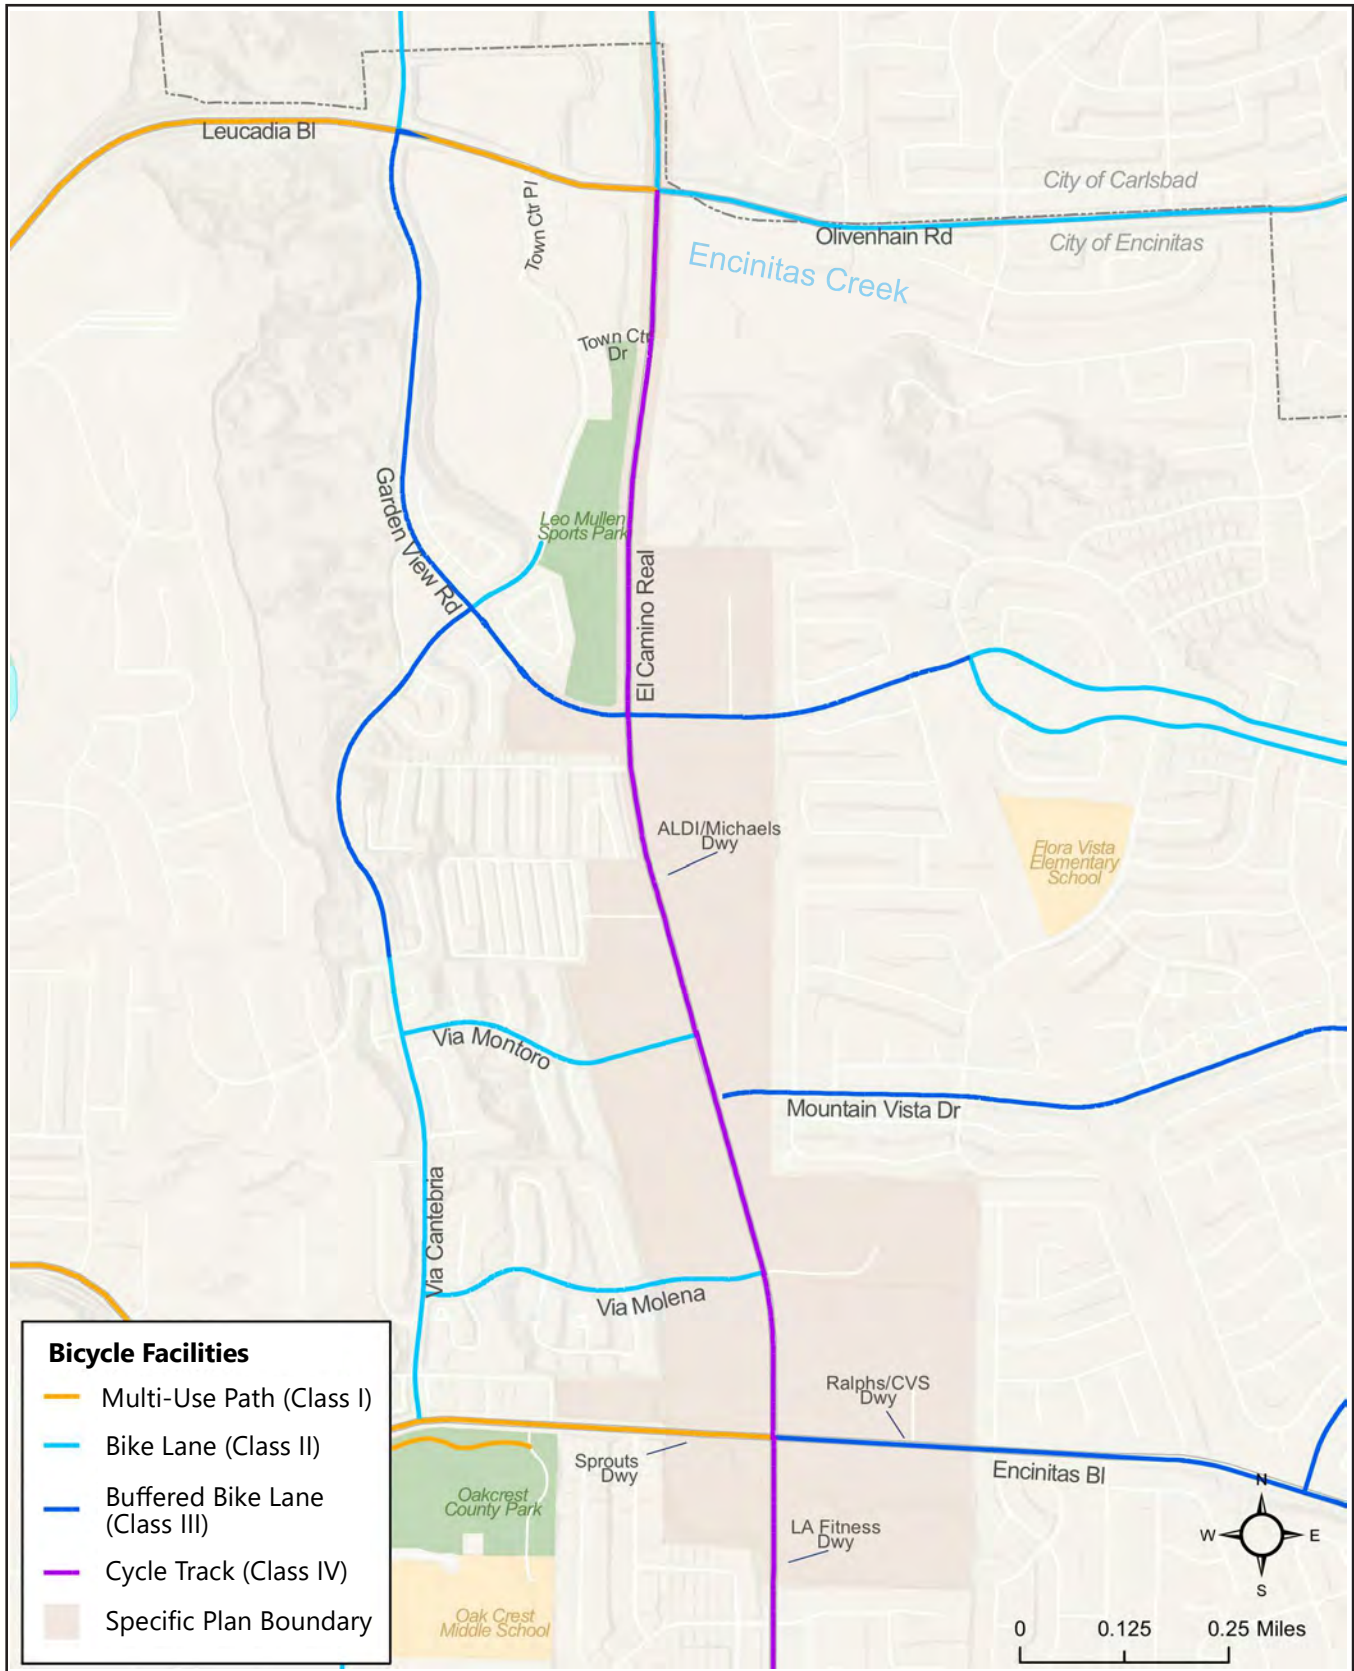 Leucadia Bl
Town Ctr Pl
City of Carlsbad
Olivenhain Rd
City of Encinitas
Encinitas Creek
Town Ctr
Dr
Garden View Rd
Leo Mullen
Sports Park
El Camino Real
ALDI/Michaels
Dwy
Flora Vista
Elementary
School
Via Montoro
Mountain Vista Dr
Via Cantebria
Via Molena
Ralphs/CVS
Dwy
Sprouts
Dwy
Encinitas Bl
Oakcrest
County Park
LA Fitness
Dwy
Oak Crest
Middle School
Bicycle Facilities
Multi-Use Path (Class I)
Bike Lane (Class II)
Buffered Bike Lane
(Class III)
Cycle Track (Class IV)
Specific Plan Boundary
N
W
E
S
0 0.125 0.25 Miles